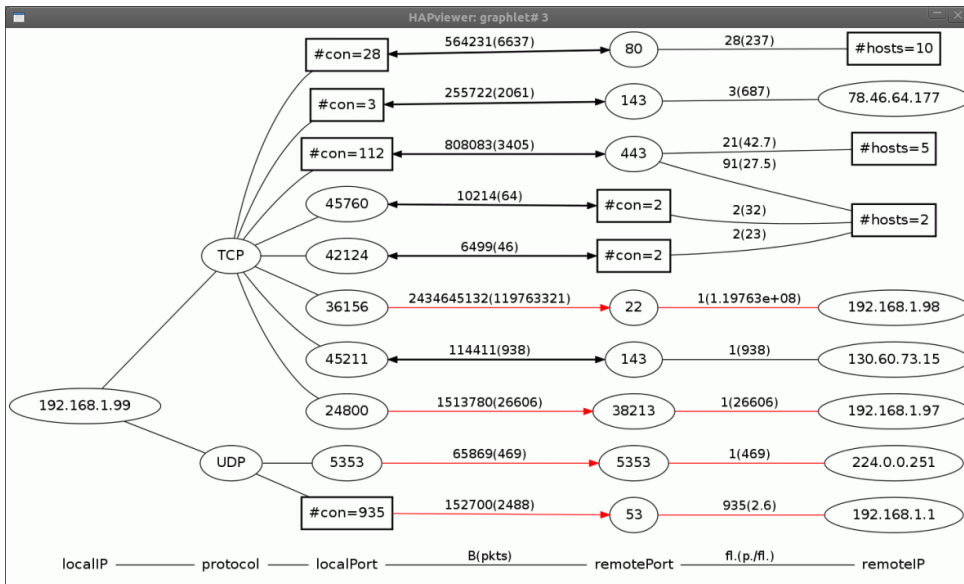 HAPviewer: graphlet# 3
#con=28 564231(6637) 80 28(237) #hosts=10
#con=3 255722(2061) 143 3(687) 78.46.64.177
#con=112 808083(3405) 443 21(42.7) #hosts=5
91(27.5)
45760 10214(64) #con=2 2(32) #hosts=2
TCP 42124 6499(46) #con=2 2(23)
36156 2434645132(119763321) 22 1(1.19763e+08) 192.168.1.98
45211 114411(938) 143 1(938) 130.60.73.15
192.168.1.99 24800 1513780(26606) 38213 1(26606) 192.168.1.97
UDP 5353 65869(469) 5353 1(469) 224.0.0.251
#con=935 152700(2488) 53 935(2.6) 192.168.1.1
localIP protocol localPort B(pkts) remotePort fl.(p./fl.) remoteIP